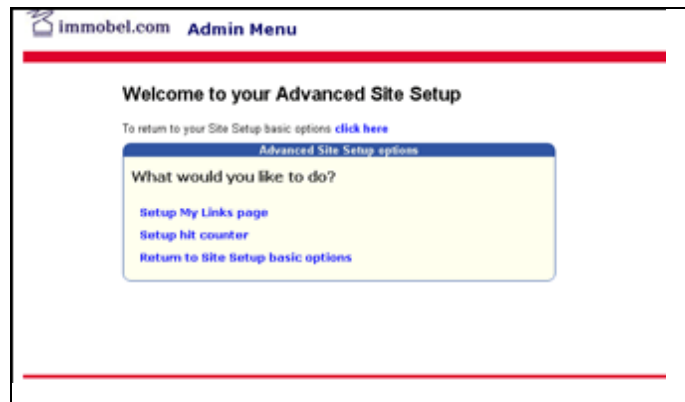 immobel.com Admin Menu
Welcome to your Advanced Site Setup
To return to your Site Setup basic options click here
Advanced Site Setup options
What would you like to do?
Setup My Links page
Setup hit counter
Return to Site Setup basic options